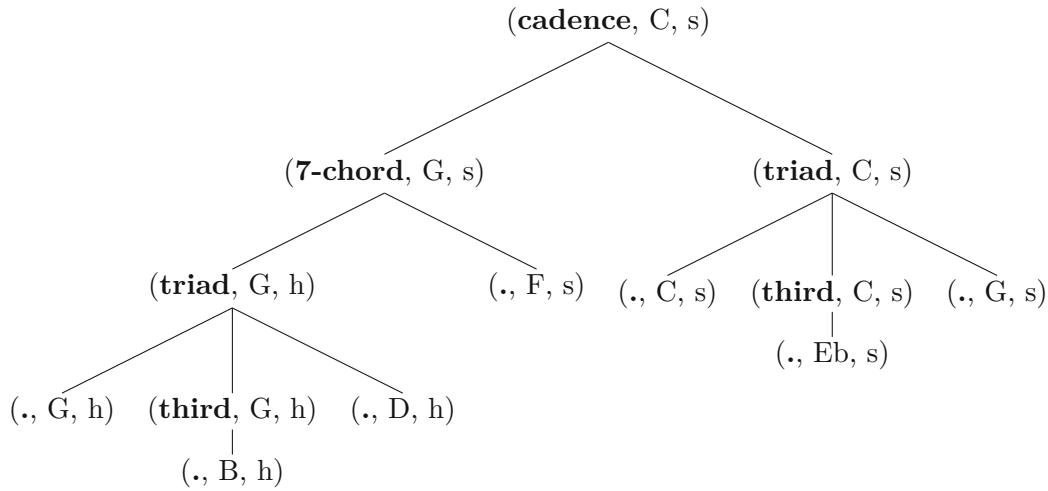 (cadence, C, s)
(7-chord, G, s) (triad, C, s)
(triad, G, h) (., F, s) (., C, s) (third, C, s) (., G, s)
(., Eb, s)
(., G, h) (third, G, h) (., D, h)
(., B, h)